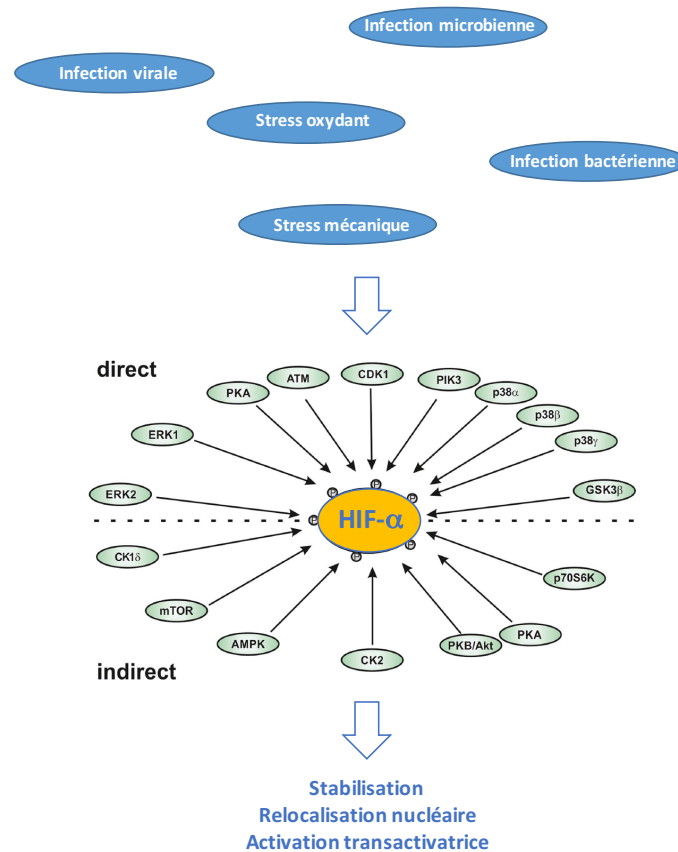 Infection microbienne
Infection virale
Stress oxydant
Infection bactérienne
Stress mécanique
direct
CDK1
ATM
PIK3
PKA
p38α
p38β
ERK1
p38γ
ERK2
GSK3β
P
P
P
P
HIF-α
P
P
CK1δ
p70S6K
mTOR
PKA
AMPK
PKB/Akt
CK2
indirect
Stabilisation
Relocalisation nucléaire
Activation transactivatrice